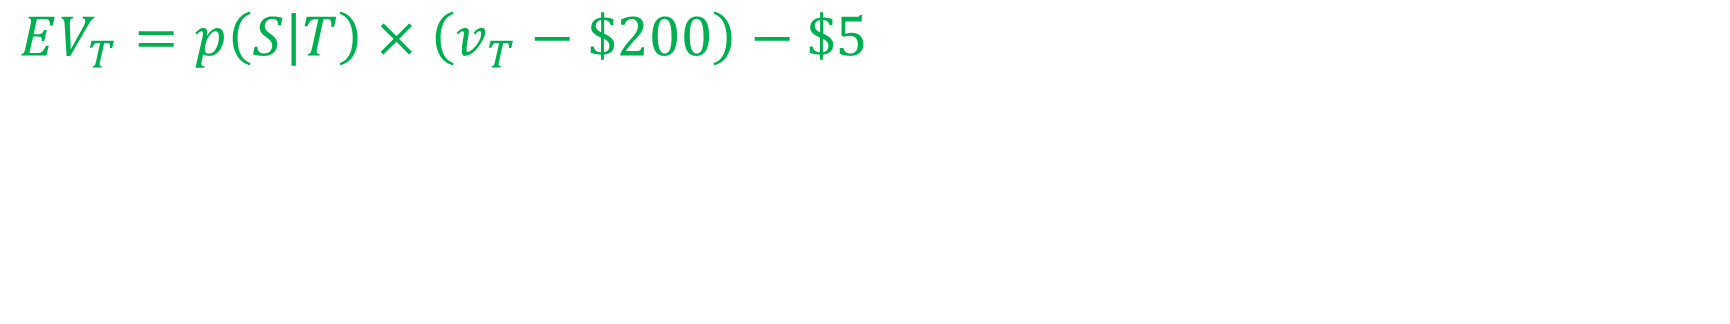 EV_T = p(S|T) × (v_T − $200) − $5